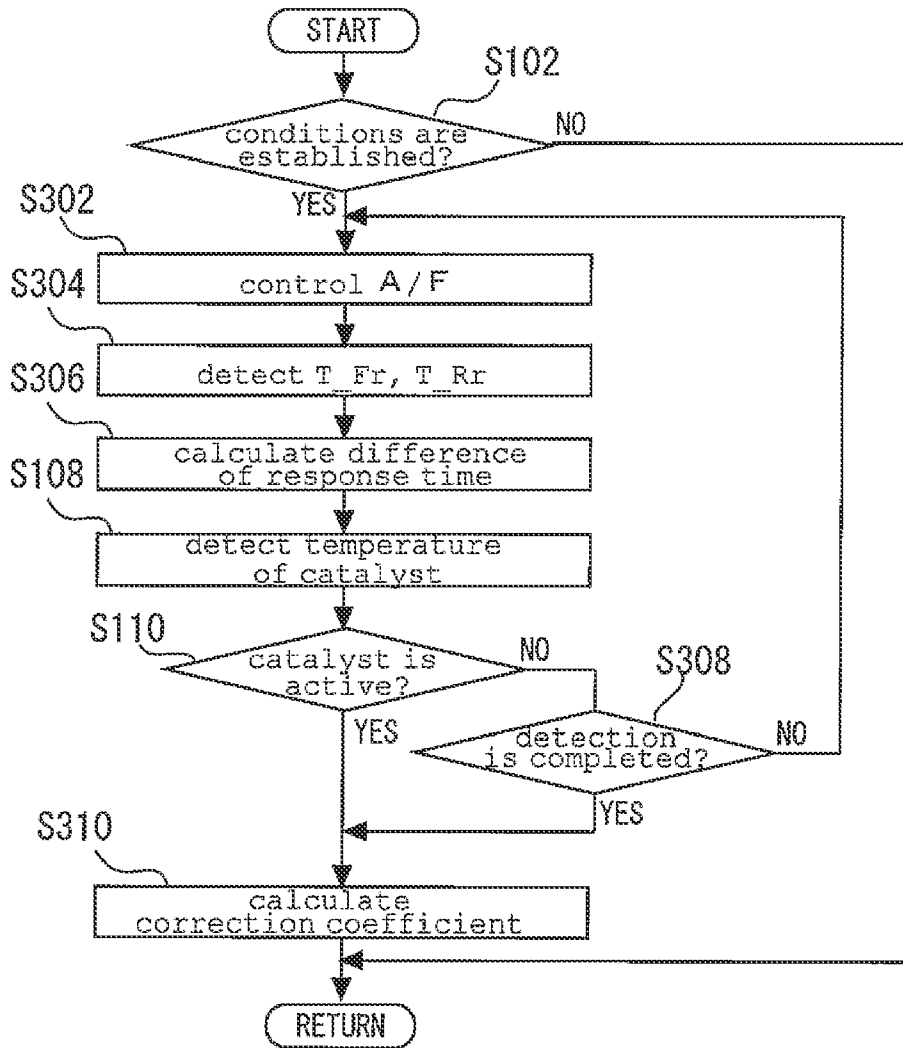 START
S102
conditions are
established?
NO
YES
S302
control A/F
S304
detect T_Fr, T_Rr
S306
calculate difference
of response time
S108
detect temperature
of catalyst
S110
catalyst is
active?
NO
YES
S308
detection
is completed?
NO
YES
S310
calculate
correction coefficient
RETURN